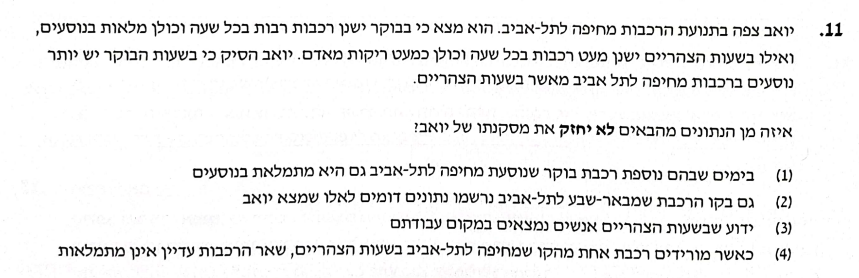 11. יואב צפה בתנועת הרכבות מחיפה לתל-אביב. הוא מצא כי בבוקר ישנן רכבות רבות בכל שעה וכולן מלאות בנוסעים,
ואילו בשעות הצהריים ישנן מעט רכבות בכל שעה וכולן כמעט ריקות מאדם. יואב הסיק כי בשעות הבוקר יש יותר
נוסעים ברכבות מחיפה לתל אביב מאשר בשעות הצהריים.
איזה מן הנתונים מהבאים לא יחזק את מסקנתו של יואב?
(1) בימים שבהם נוספת רכבת בוקר שנוסעת מחיפה לתל-אביב גם היא מתמלאת בנוסעים
(2) גם בקו הרכבת שמבאר-שבע לתל-אביב נרשמו נתונים דומים לאלו שמצא יואב
(3) ידוע שבשעות הצהריים אנשים נמצאים במקום עבודתם
(4) כאשר מורידים רכבת אחת מהקו שמחיפה לתל-אביב בשעות הצהריים, שאר הרכבות עדיין אינן מתמלאות